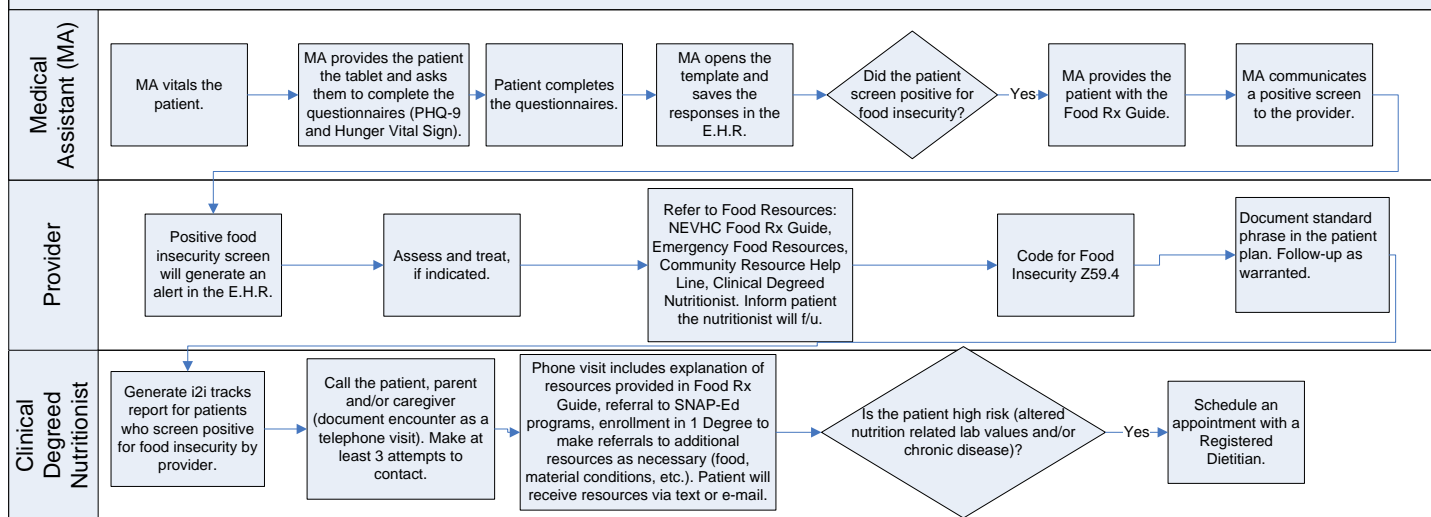 Medical
Assistant (MA)
MA vitals the
patient.
MA provides the patient
the tablet and asks
them to complete the
questionnaires (PHQ-9
and Hunger Vital Sign).
Patient completes
the questionnaires.
MA opens the
template and
saves the
responses in the
E.H.R.
Did the patient
screen positive for
food insecurity?
Yes
MA provides the
patient with the
Food Rx Guide.
MA communicates
a positive screen
to the provider.
Provider
Positive food
insecurity screen
will generate an
alert in the E.H.R.
Assess and treat,
if indicated.
Refer to Food Resources:
NEVHC Food Rx Guide,
Emergency Food Resources,
Community Resource Help
Line, Clinical Degreed
Nutritionist. Inform patient
the nutritionist will f/u.
Code for Food
Insecurity Z59.4
Document standard
phrase in the patient
plan. Follow-up as
warranted.
Clinical
Degreed
Nutritionist
Generate i2i tracks
report for patients
who screen positive
for food insecurity by
provider.
Call the patient, parent
and/or caregiver
(document encounter as a
telephone visit). Make at
least 3 attempts to
contact.
Phone visit includes explanation of
resources provided in Food Rx
Guide, referral to SNAP-Ed
programs, enrollment in 1 Degree to
make referrals to additional
resources as necessary (food,
material conditions, etc.). Patient will
receive resources via text or e-mail.
Is the patient high risk (altered
nutrition related lab values and/or
chronic disease)?
Yes
Schedule an
appointment with a
Registered
Dietitian.